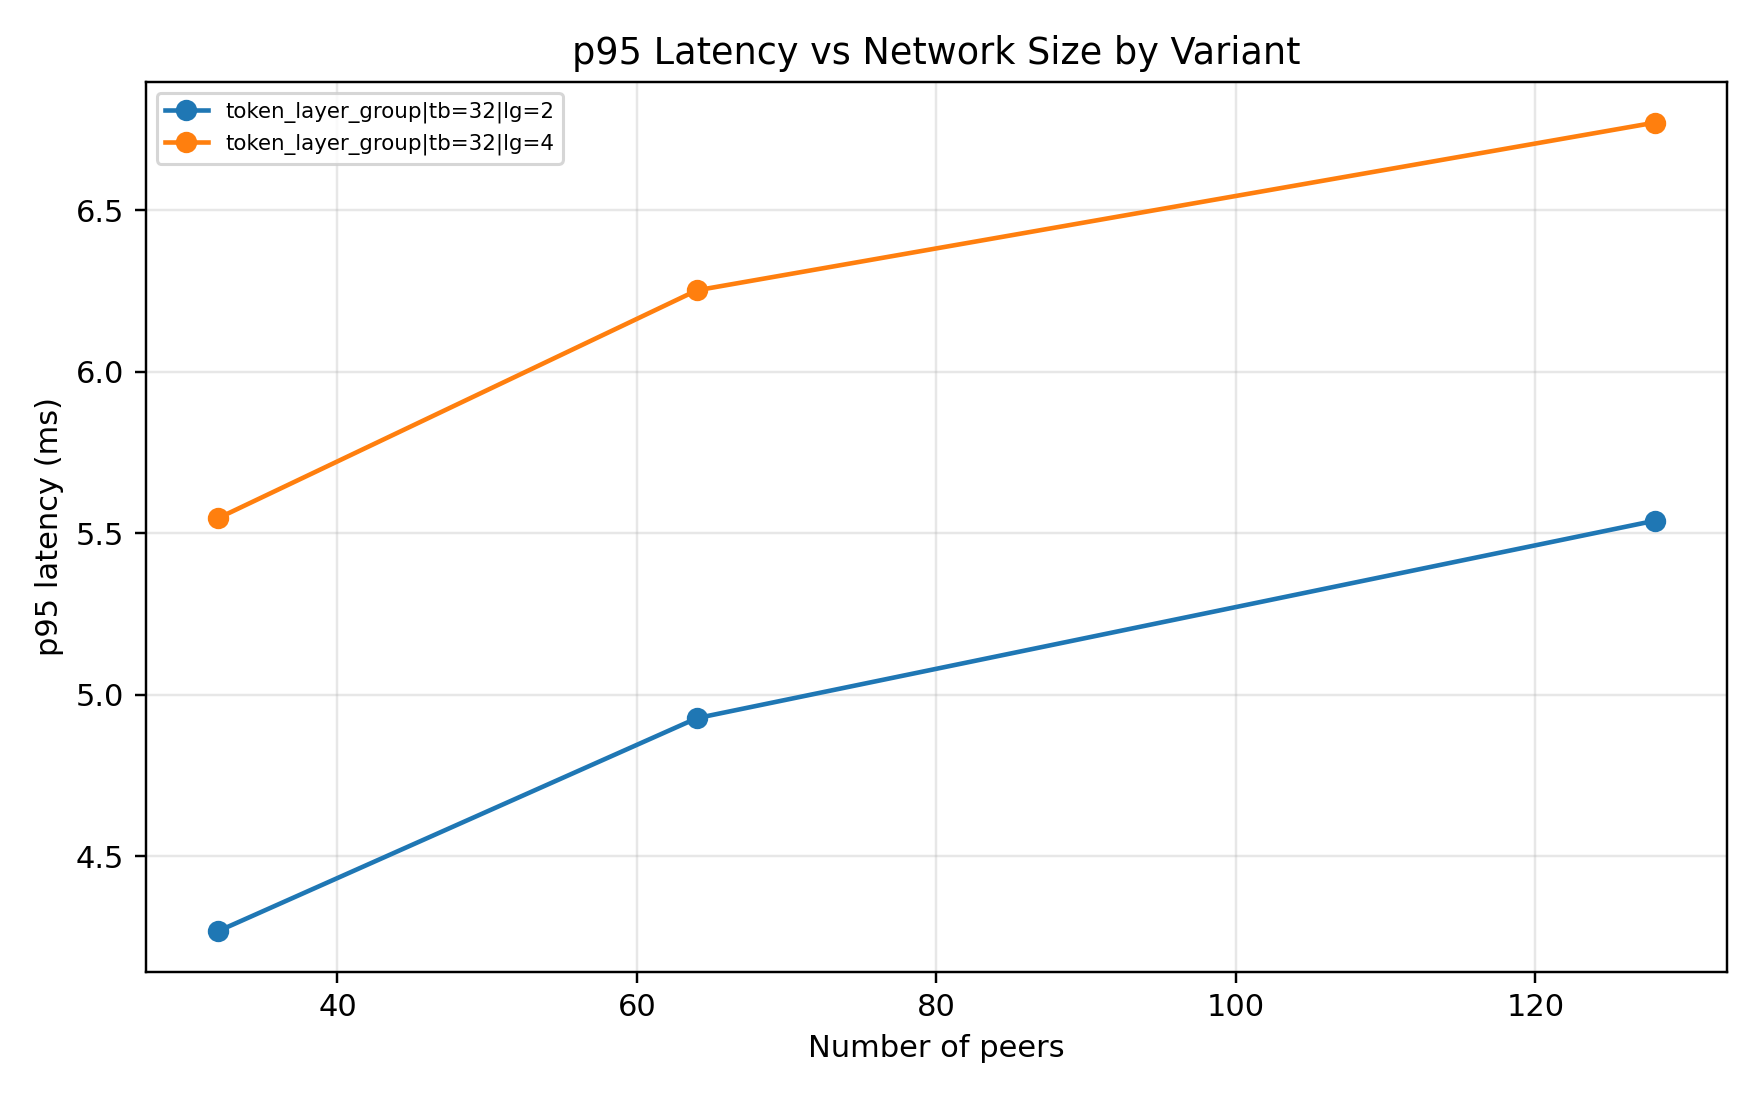 p95 Latency vs Network Size by Variant
token_layer_group|tb=32|lg=2
token_layer_group|tb=32|lg=4
p95 latency (ms)
6.5
6.0
5.5
5.0
4.5
40 60 80 100 120
Number of peers